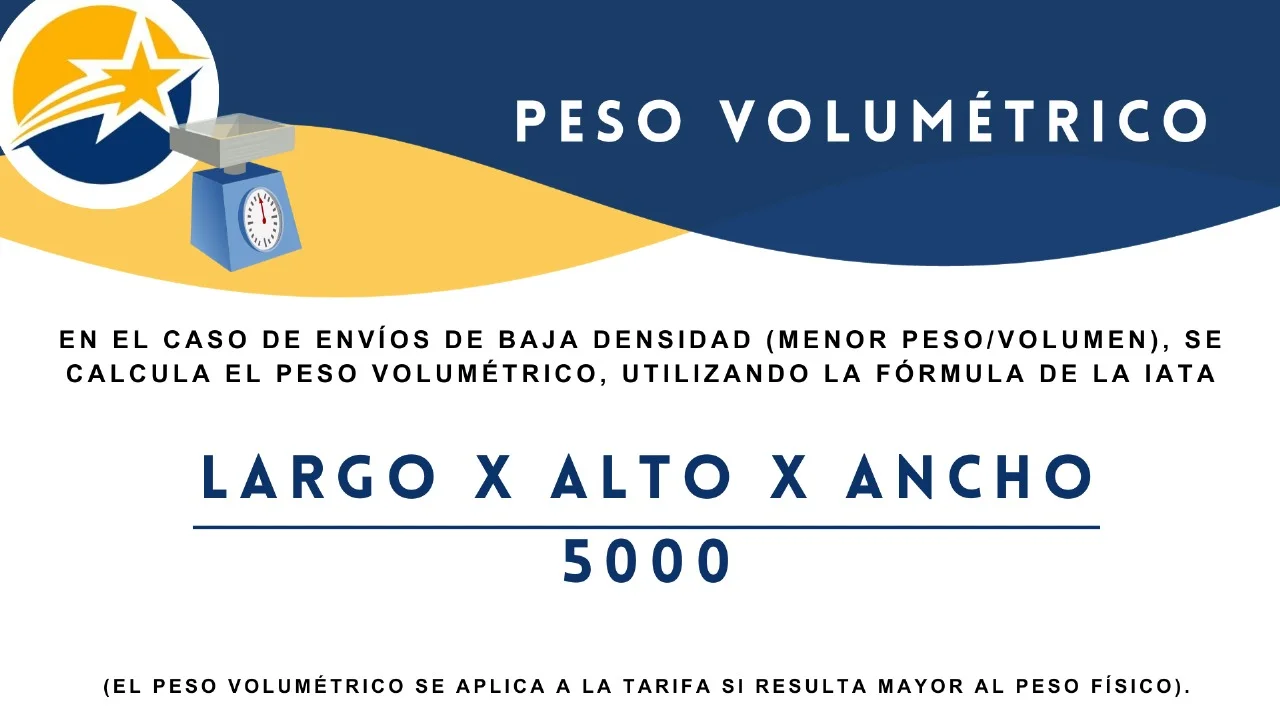 PESO VOLUMÉTRICO
EN EL CASO DE ENVÍOS DE BAJA DENSIDAD (MENOR PESO/VOLUMEN), SE
CALCULA EL PESO VOLUMÉTRICO, UTILIZANDO LA FÓRMULA DE LA IATA
LARGO X ALTO X ANCHO
5000
(EL PESO VOLUMÉTRICO SE APLICA A LA TARIFA SI RESULTA MAYOR AL PESO FÍSICO).